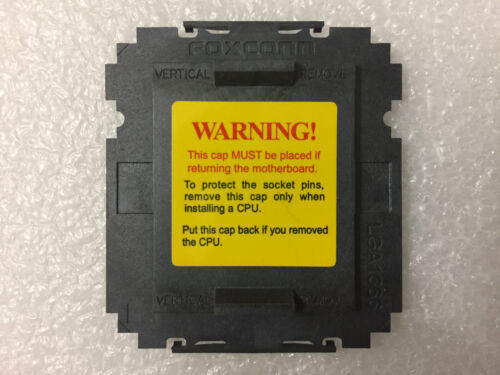 FOXCONN
VERTICAL REMOVE
WARNING!
This cap MUST be placed if
returning the motherboard.
To protect the socket pins,
remove this cap only when
installing a CPU.
Put this cap back if you removed
the CPU.
VERTICAL REMOVE